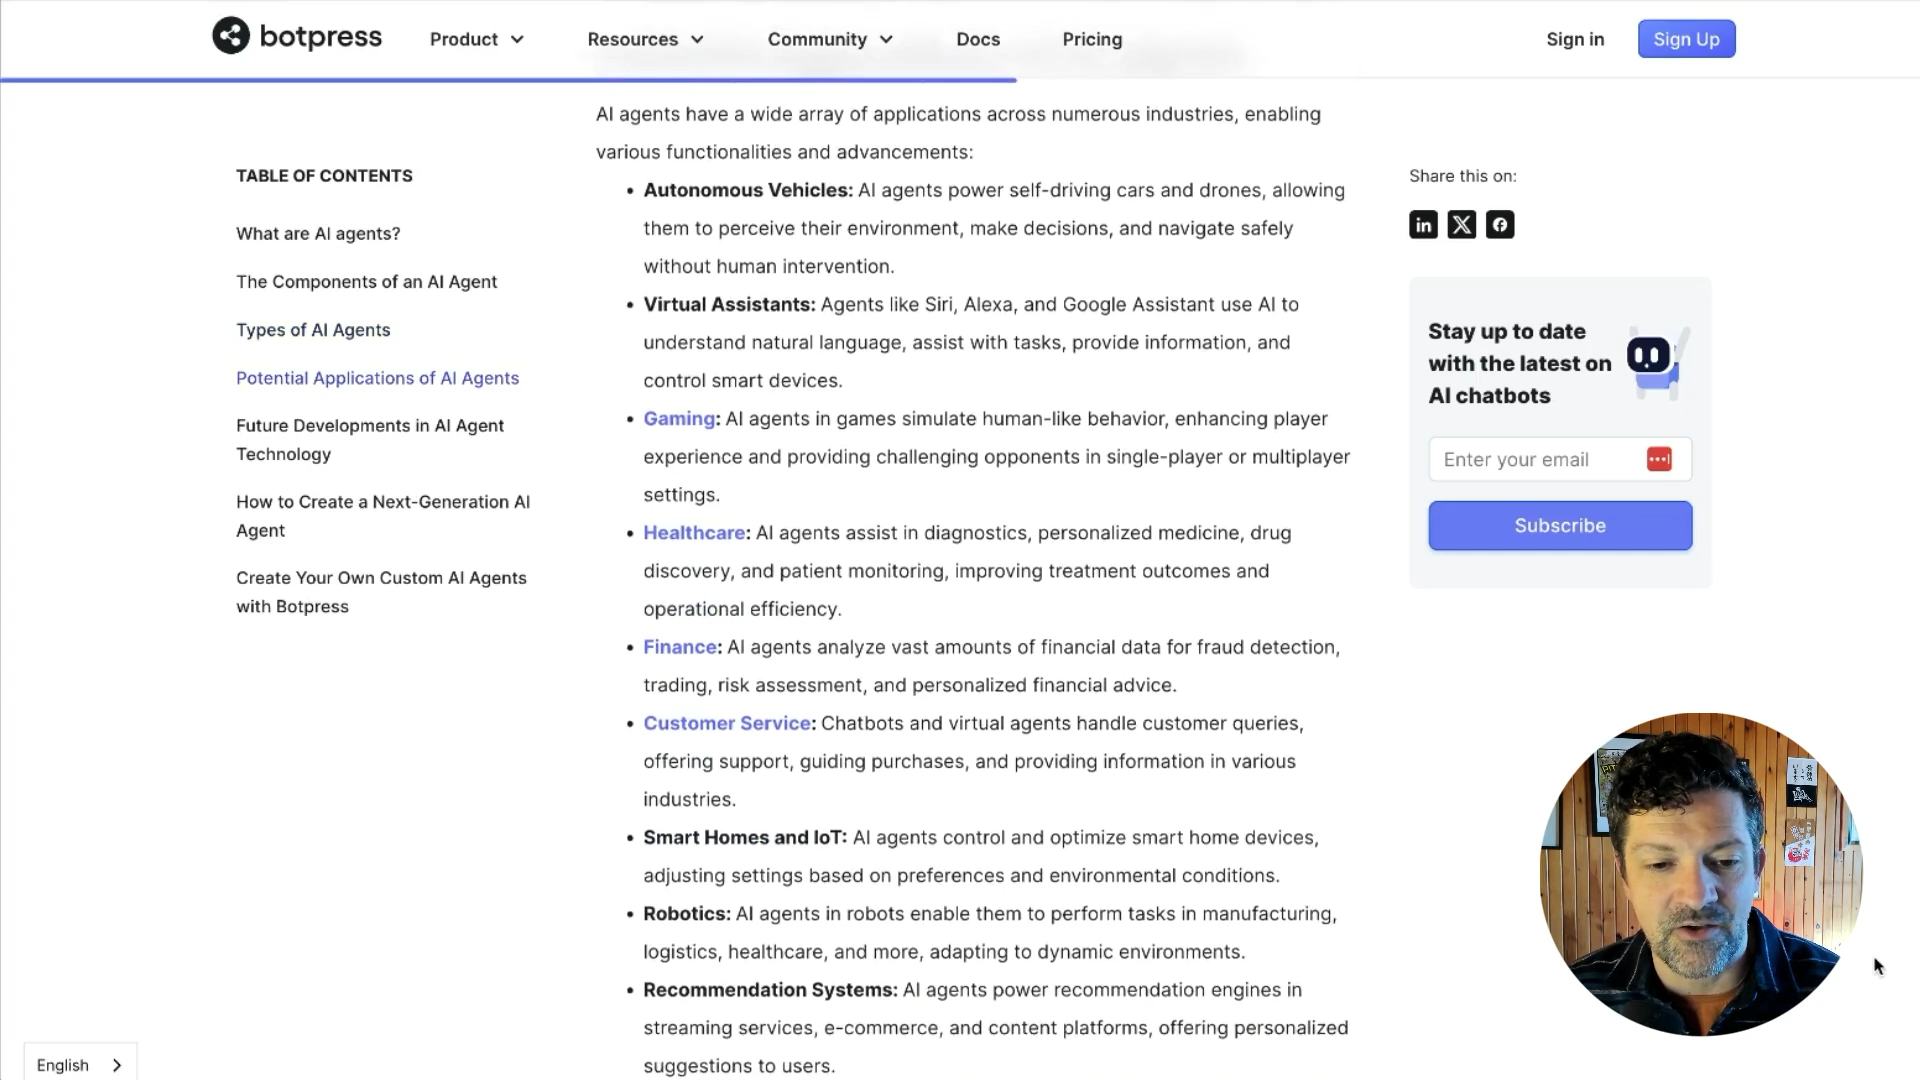 botpress
Product
Resources
Community
Docs
Pricing
Sign in
Sign Up
TABLE OF CONTENTS
What are AI agents?
The Components of an AI Agent
Types of AI Agents
Potential Applications of AI Agents
Future Developments in AI Agent
Technology
How to Create a Next-Generation AI
Agent
Create Your Own Custom AI Agents
with Botpress
AI agents have a wide array of applications across numerous industries, enabling
various functionalities and advancements:
• Autonomous Vehicles: AI agents power self-driving cars and drones, allowing
them to perceive their environment, make decisions, and navigate safely
without human intervention.
• Virtual Assistants: Agents like Siri, Alexa, and Google Assistant use AI to
understand natural language, assist with tasks, provide information, and
control smart devices.
• Gaming: AI agents in games simulate human-like behavior, enhancing player
experience and providing challenging opponents in single-player or multiplayer
settings.
• Healthcare: AI agents assist in diagnostics, personalized medicine, drug
discovery, and patient monitoring, improving treatment outcomes and
operational efficiency.
• Finance: AI agents analyze vast amounts of financial data for fraud detection,
trading, risk assessment, and personalized financial advice.
• Customer Service: Chatbots and virtual agents handle customer queries,
offering support, guiding purchases, and providing information in various
industries.
• Smart Homes and IoT: AI agents control and optimize smart home devices,
adjusting settings based on preferences and environmental conditions.
• Robotics: AI agents in robots enable them to perform tasks in manufacturing,
logistics, healthcare, and more, adapting to dynamic environments.
• Recommendation Systems: AI agents power recommendation engines in
streaming services, e-commerce, and content platforms, offering personalized
suggestions to users.
Share this on:
Stay up to date
with the latest on
AI chatbots
Enter your email
Subscribe
English